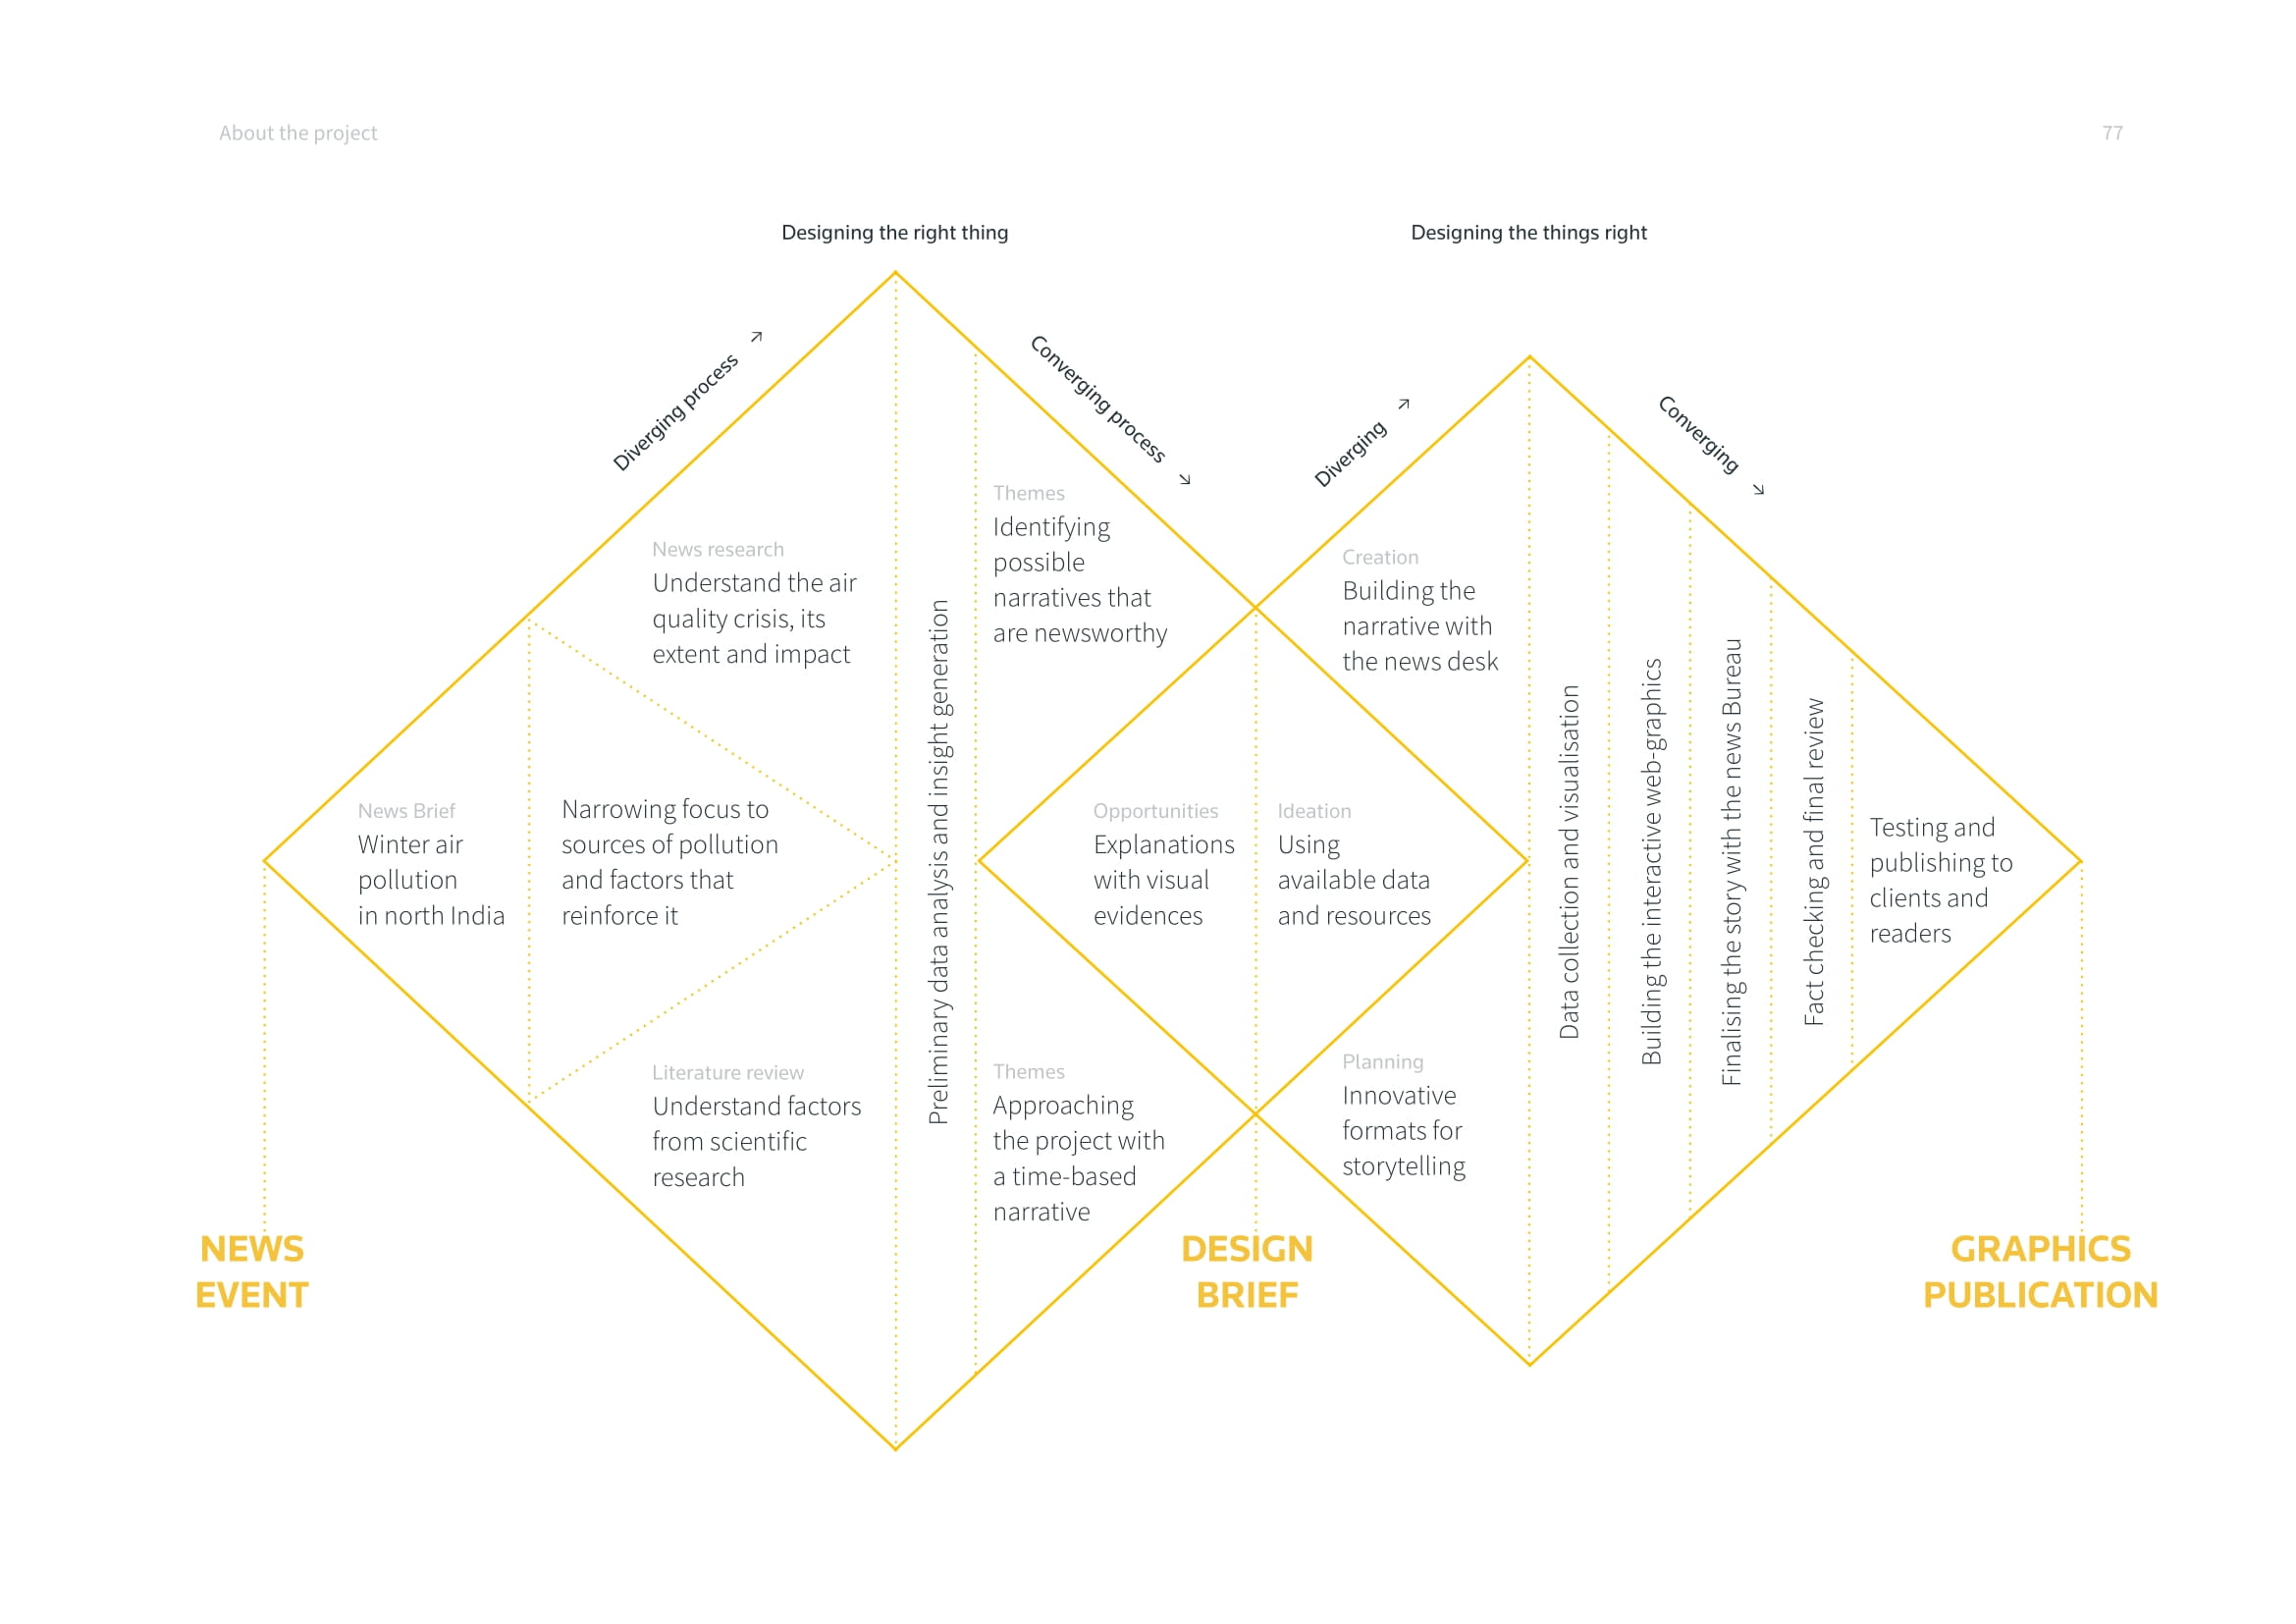 About the project
77
Designing the right thing
Designing the things right
Diverging process
Converging process
Diverging
Converging
News Brief
Winter air
pollution
in north India
News research
Understand the air
quality crisis, its
extent and impact
Narrowing focus to
sources of pollution
and factors that
reinforce it
Literature review
Understand factors
from scientific
research
Preliminary data analysis and insight generation
Themes
Identifying
possible
narratives that
are newsworthy
Themes
Approaching
the project with
a time-based
narrative
Opportunities
Explanations
with visual
evidences
Ideation
Using
available data
and resources
Creation
Building the
narrative with
the news desk
Planning
Innovative
formats for
storytelling
Data collection and visualisation
Building the interactive web-graphics
Finalising the story with the news Bureau
Fact checking and final review
Testing and
publishing to
clients and
readers
NEWS
EVENT
DESIGN
BRIEF
GRAPHICS
PUBLICATION